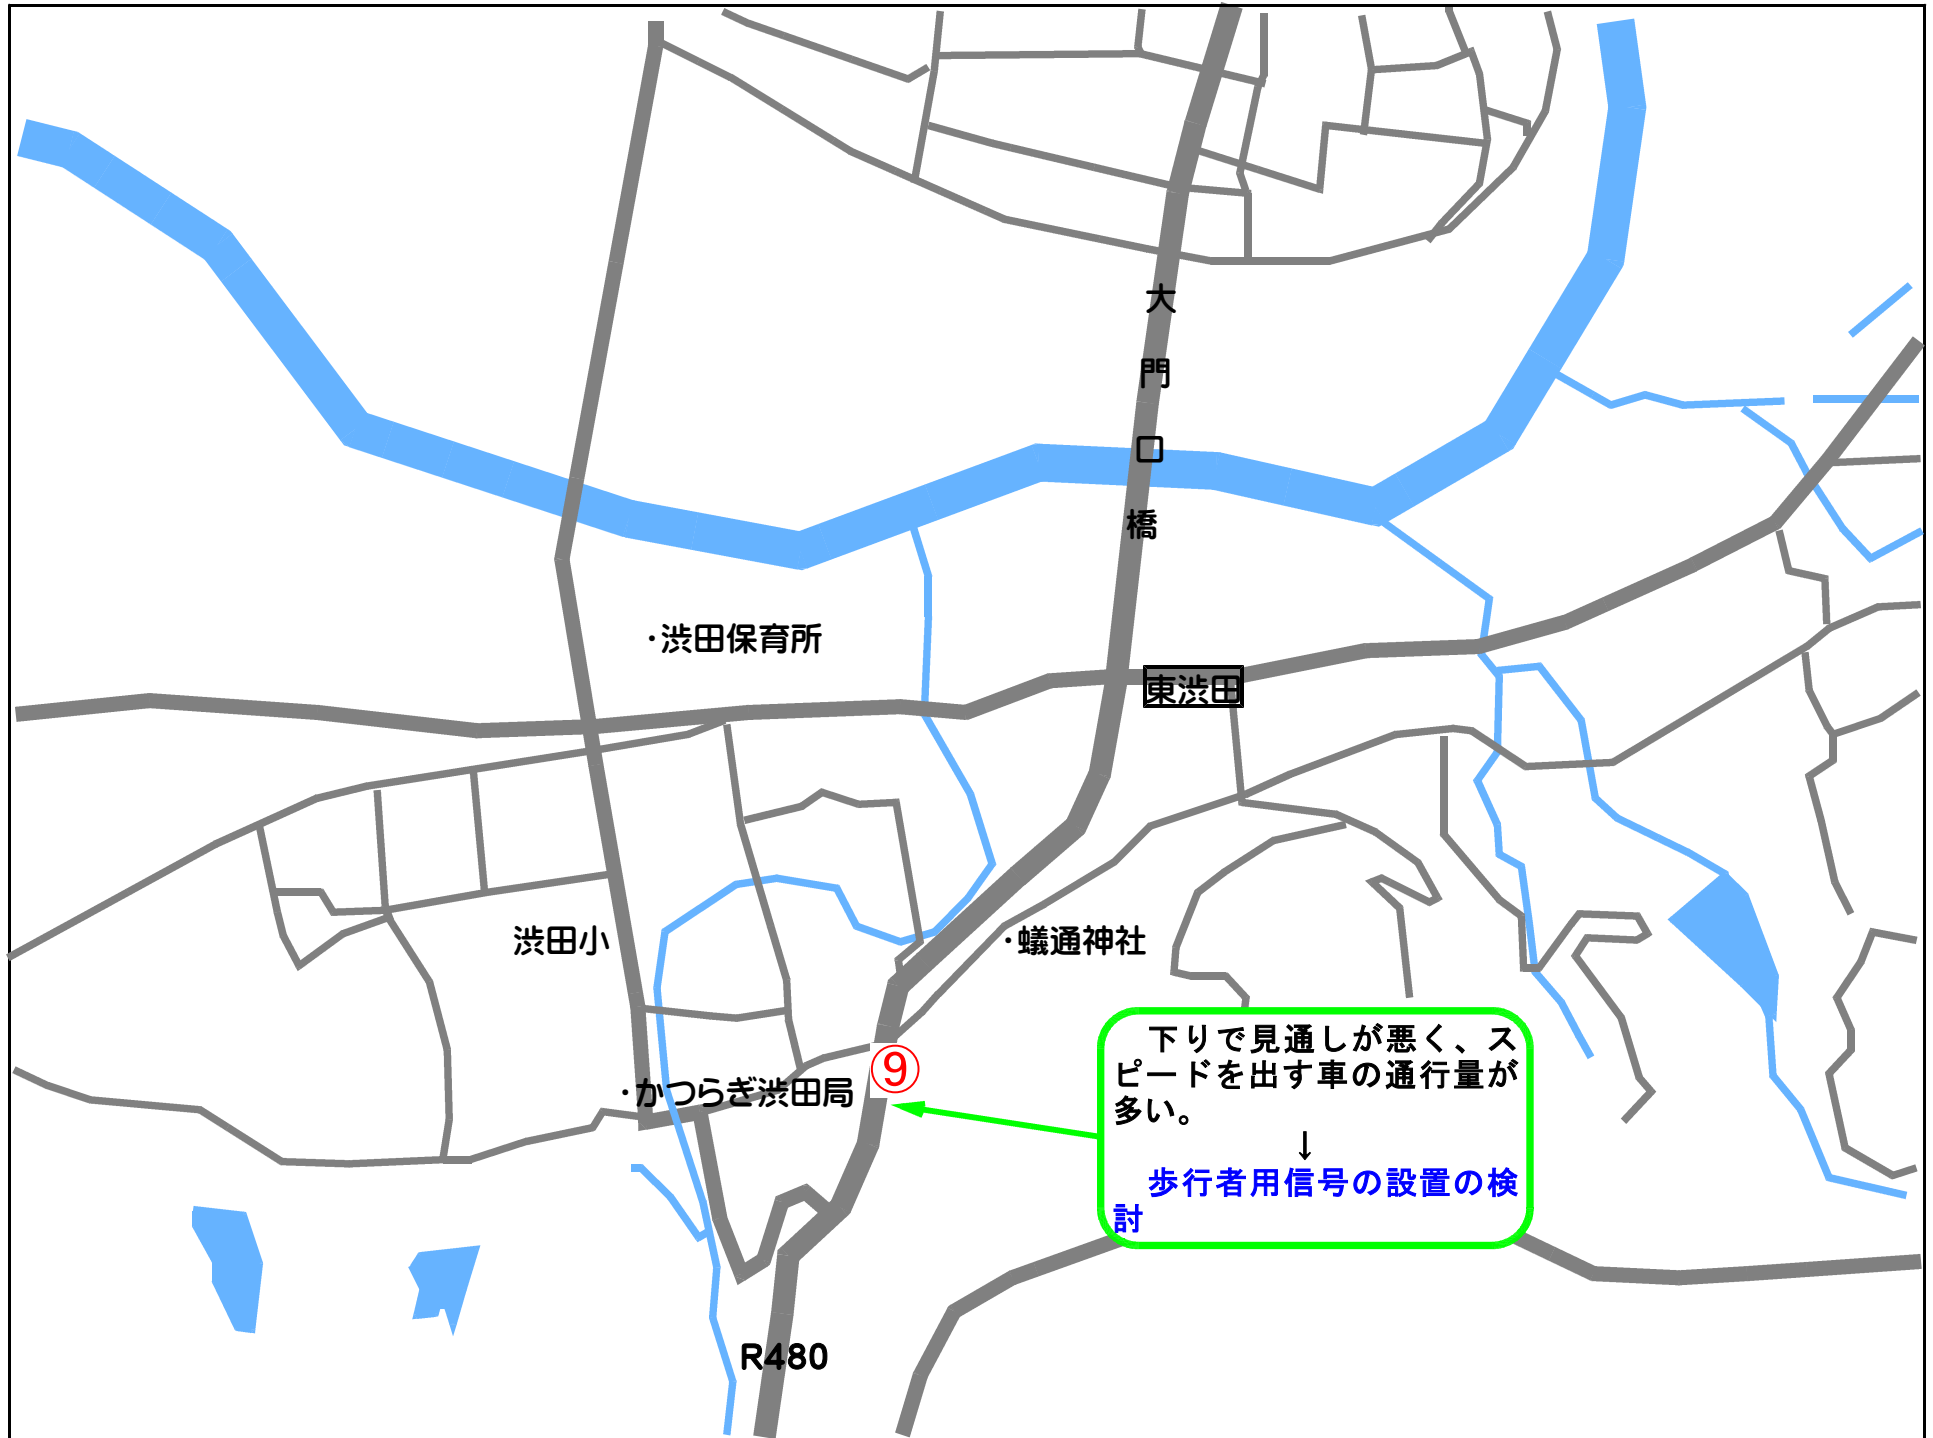 大
門
口
橋
・渋田保育所
東渋田
渋田小
・蟻通神社
下りで見通しが悪く、ス
ピードを出す車の通行量が
多い。
↓
歩行者用信号の設置の検
討
⑨
・かつらぎ渋田局
R480